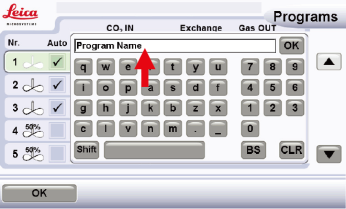 Leica
MICROSYSTEMS
Programs
CO₂ IN Exchange Gas OUT
Nr. Auto
Program Name OK
1 ✓ q w e t y u 7 8 9
2 ✓ o p a s d f 4 5 6
3 ✓ g h j k b z x 1 2 3
4 50% c l v n m . _ 0
5 50% Shift BS CLR
OK